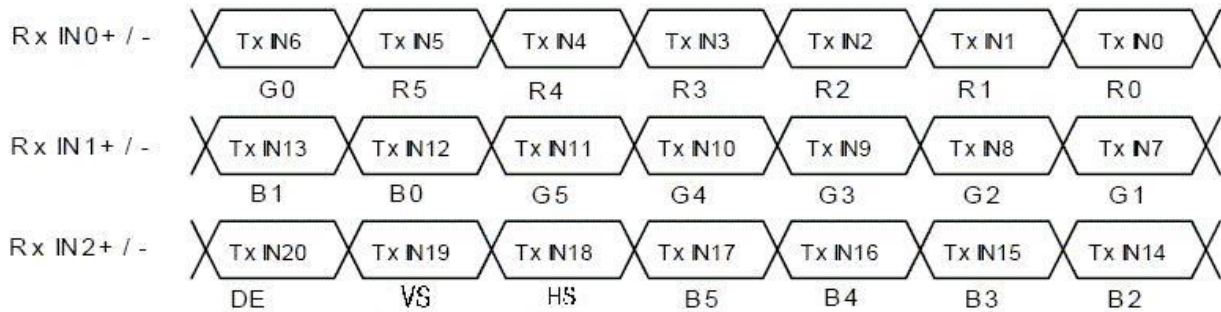 Rx IN0+ / - Tx IN6 Tx IN5 Tx IN4 Tx IN3 Tx IN2 Tx IN1 Tx IN0
G0 R5 R4 R3 R2 R1 R0
Rx IN1+ / - Tx IN13 Tx IN12 Tx IN11 Tx IN10 Tx IN9 Tx IN8 Tx IN7
B1 B0 G5 G4 G3 G2 G1
Rx IN2+ / - Tx IN20 Tx IN19 Tx IN18 Tx IN17 Tx IN16 Tx IN15 Tx IN14
DE VS HS B5 B4 B3 B2